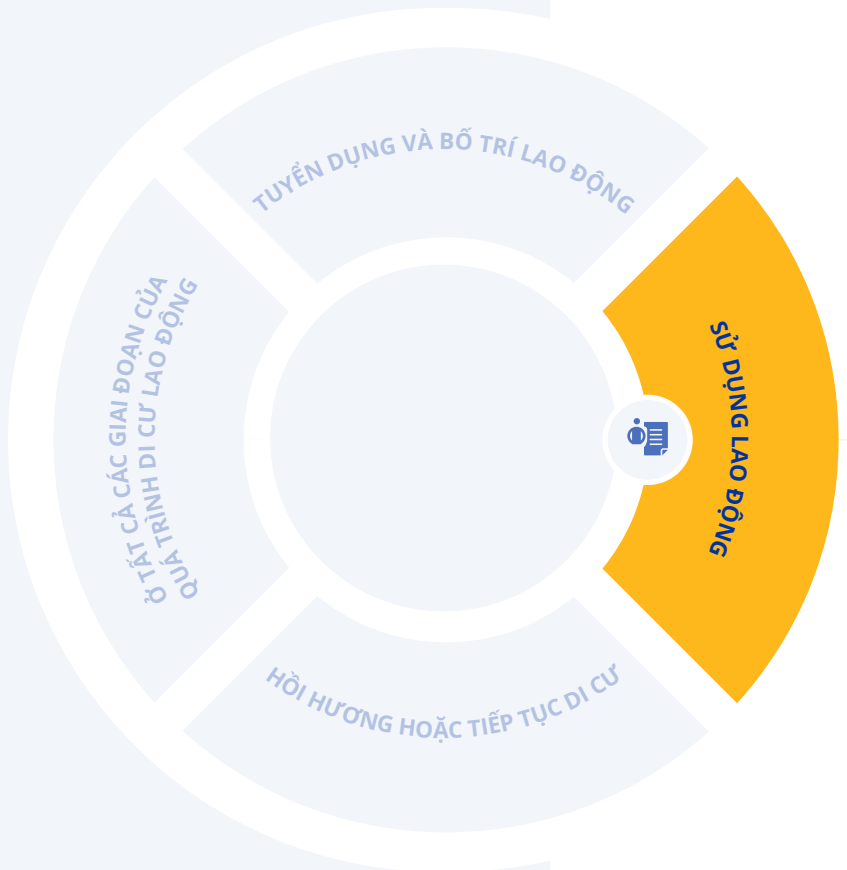 TUYỂN DỤNG VÀ BỐ TRÍ LAO ĐỘNG
SỬ DỤNG LAO ĐỘNG
HỒI HƯƠNG HOẶC TIẾP TỤC DI CƯ
Ở TẤT CẢ CÁC GIAI ĐOẠN CỦA
QUÁ TRÌNH DI CƯ LAO ĐỘNG